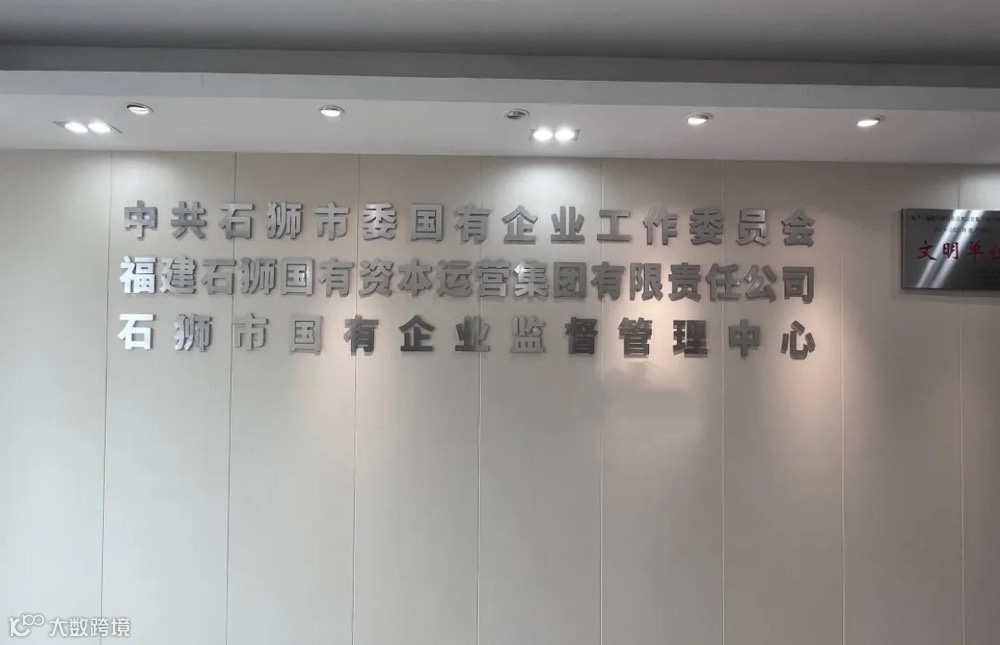 中共石狮市委国有企业工作委员会
福建石狮国有资本运营集团有限责任公司
石狮市国有企业监督管理中心
文明单
大数跨境